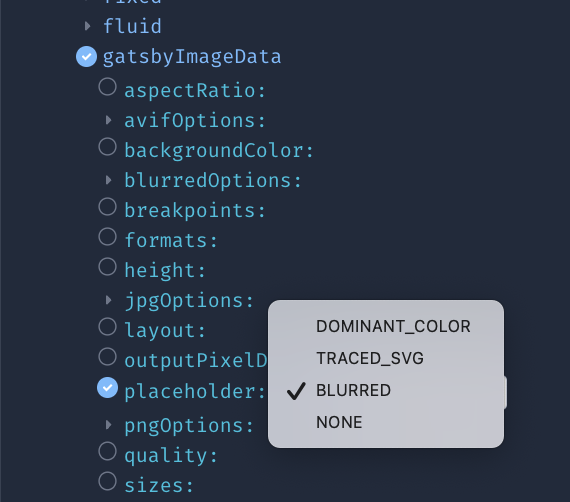 fixed
fluid
gatsbyImageData
aspectRatio:
avifOptions:
backgroundColor:
blurredOptions:
breakpoints:
formats:
height:
jpgOptions:
layout:
outputPixelD
placeholder:
pngOptions:
quality:
sizes:
DOMINANT_COLOR
TRACED_SVG
BLURRED
NONE